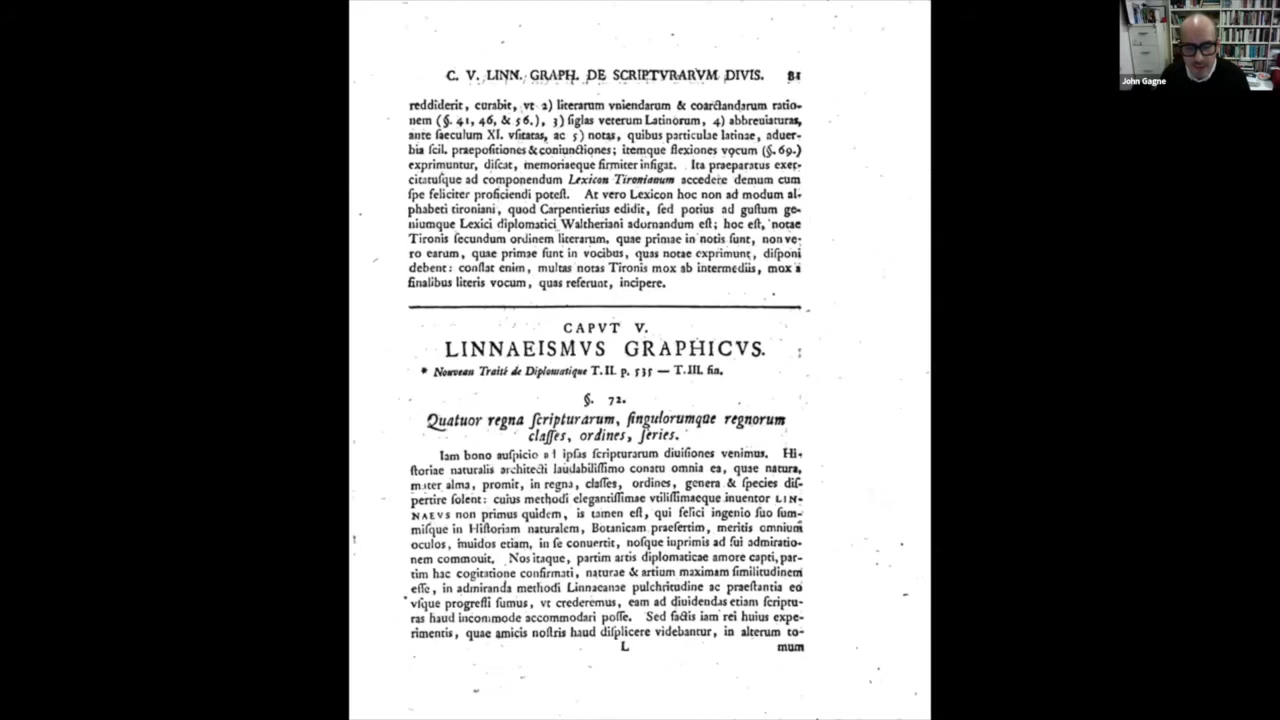 C. V. LINN. GRAPH. DE SCRIPTVRARVM DIVIS. 81
reddiderit, curabit, vt 2) literarum vniendarum & coarctandarum ratio-
nem (§. 41, 46, & 56.), 3) ſiglas veterum Latinorum, 4) abbreuiaturas,
ante ſaeculum XI. vſitatas, ac 5) notas, quibus particulae latinae, aduer-
bia ſcil. praepoſitiones & coniunctiones; itemque flexiones vocum (§. 69.)
exprimuntur, diſcat, memoriaeque firmiter infigat. Ita praeparatus exer-
citatuſque ad componendum Lexicon Tironianum accedere demum cum
ſpe feliciter proficiendi poteſt. At vero Lexicon hoc non ad modum al-
phabeti tironiani, quod Carpentierius edidit, ſed potius ad guſtum ge-
niumque Lexici diplomatici Waltheriani adornandum eſt; hoc eſt, notae
Tironis ſecundum ordinem literarum, quae primae in notis ſunt, non ve-
ro earum, quae primae ſunt in vocibus, quas notae exprimunt, diſponi
debent: conſtat enim, multas notas Tironis mox ab intermediis, mox a
finalibus literis vocum, quas referunt, incipere.
CAPVT V.
LINNAEISMVS GRAPHICVS.
* Nouveau Traité de Diplomatique T. II. p. 535 — T. III. fin.
§. 72.
Quatuor regna ſcripturarum, ſingulorumque regnorum
claſſes, ordines, ſeries.
Iam bono auſpicio ad ipſas ſcripturarum diuiſiones venimus. Hi-
ſtoriae naturalis architecti laudabiliſſimo conatu omnia ea, quae natura,
mater alma, promit, in regna, claſſes, ordines, genera & ſpecies diſ-
pertire ſolent: cuius methodi elegantiſſimae vtiliſſimaeque inuentor LIN-
NAEVS non primus quidem, is tamen eſt, qui felici ingenio ſuo ſum-
miſque in Hiſtoriam naturalem, Botanicam praeſertim, meritis omnium
oculos, inuidos etiam, in ſe conuertit, noſque inprimis ad ſui admiratio-
nem commouit. Nos itaque, partim artis diplomaticae amore capti, par-
tim hac cogitatione confirmati, naturae & artium maximam ſimilitudinem
eſſe, in admiranda methodi Linnaeanae pulchritudine ac praeſtantia eo
vſque progreſſi ſumus, vt crederemus, eam ad diuidendas etiam ſcriptu-
ras haud incommode accommodari poſſe. Sed factis iam rei huius expe-
rimentis, quae amicis noſtris haud diſplicere videbantur, in alterum to-
L mum
John Gagne